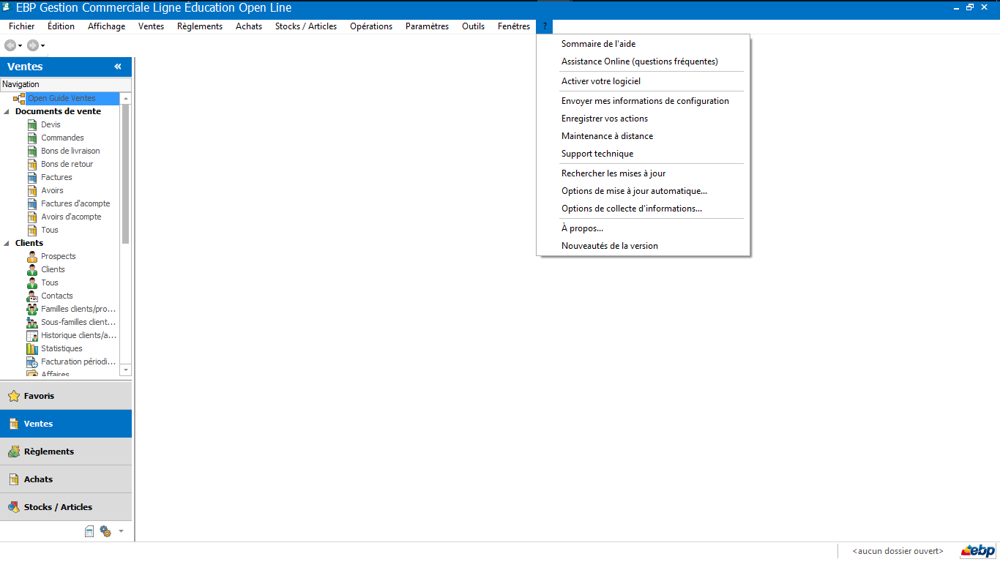 EBP Gestion Commerciale Ligne Éducation Open Line
Fichier Édition Affichage Ventes Règlements Achats Stocks / Articles Opérations Paramètres Outils Fenêtres ?
Ventes «
Navigation
Open Guide Ventes
Documents de vente
Devis
Commandes
Bons de livraison
Bons de retour
Factures
Avoirs
Factures d'acompte
Avoirs d'acompte
Tous
Clients
Prospects
Clients
Tous
Contacts
Familles clients/pro...
Sous-familles client...
Historique clients/a...
Statistiques
Facturation périodi...
Affaires
Favoris
Ventes
Règlements
Achats
Stocks / Articles
Sommaire de l'aide
Assistance Online (questions fréquentes)
Activer votre logiciel
Envoyer mes informations de configuration
Enregistrer vos actions
Maintenance à distance
Support technique
Rechercher les mises à jour
Options de mise à jour automatique...
Options de collecte d'informations...
À propos...
Nouveautés de la version
<aucun dossier ouvert>
ebp